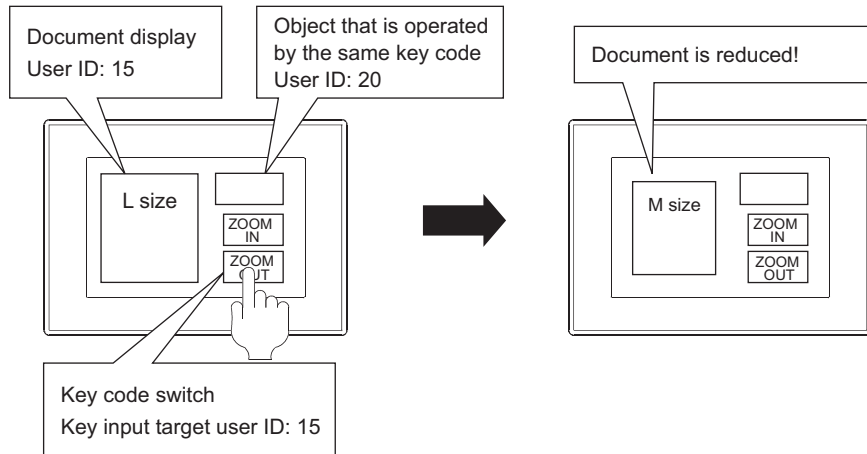 Document display
User ID: 15
Object that is operated
by the same key code
User ID: 20
L size
ZOOM
IN
ZOOM
OUT
Key code switch
Key input target user ID: 15
Document is reduced!
M size
ZOOM
IN
ZOOM
OUT